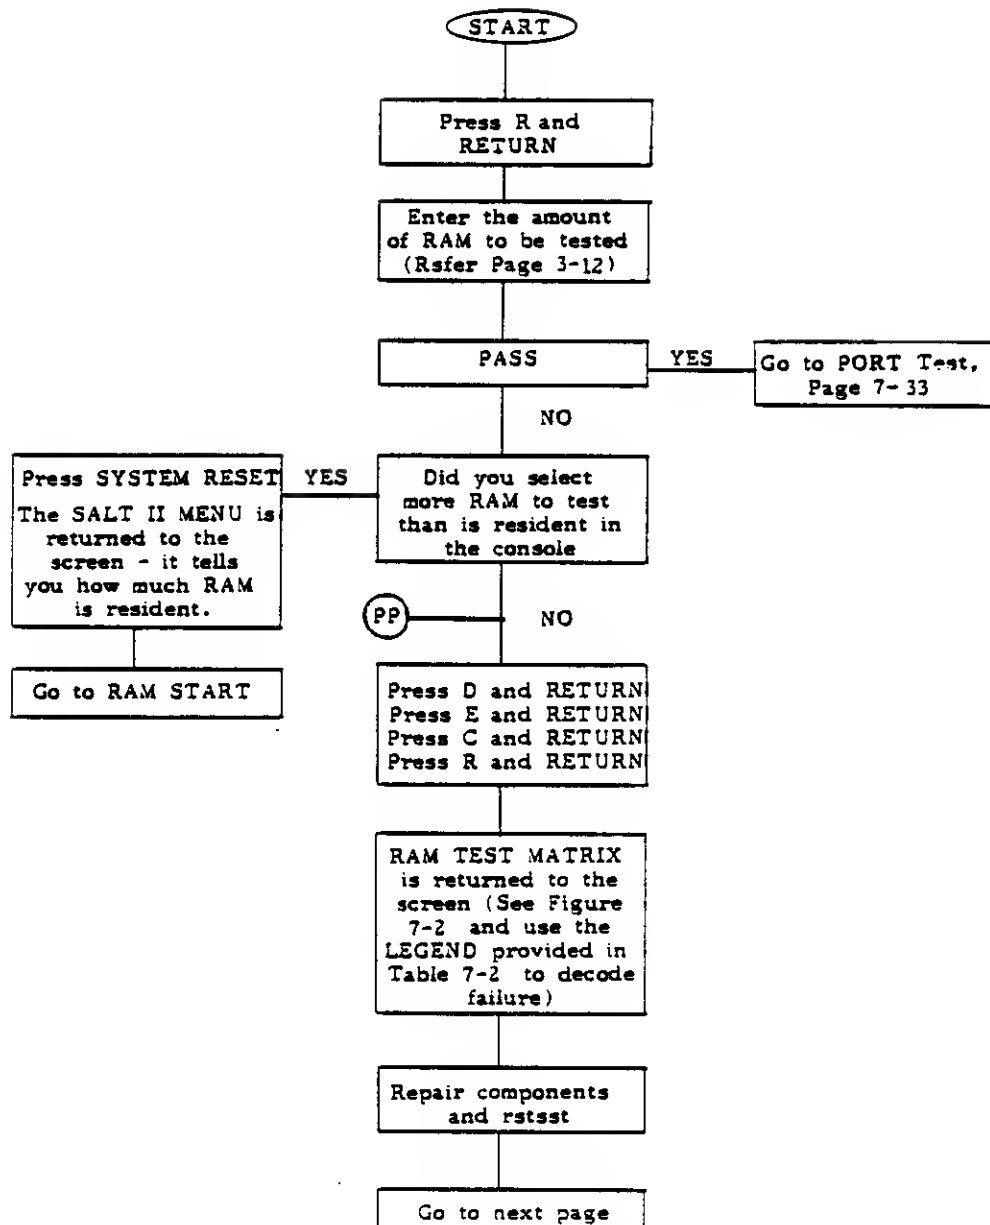 START
Press R and
RETURN
Enter the amount
of RAM to be tested
(Rsfer Page 3-12)
PASS
YES
Go to PORT Test,
Page 7-33
NO
Did you select
more RAM to test
than is resident in
the console
YES
Press SYSTEM RESET
The SALT II MENU is
returned to the
screen - it tells
you how much RAM
is resident.
Go to RAM START
PP
NO
Press D and RETURN
Press E and RETURN
Press C and RETURN
Press R and RETURN
RAM TEST MATRIX
is returned to the
screen (See Figure
7-2 and use the
LEGEND provided in
Table 7-2 to decode
failure)
Repair components
and rstsst
Go to next page